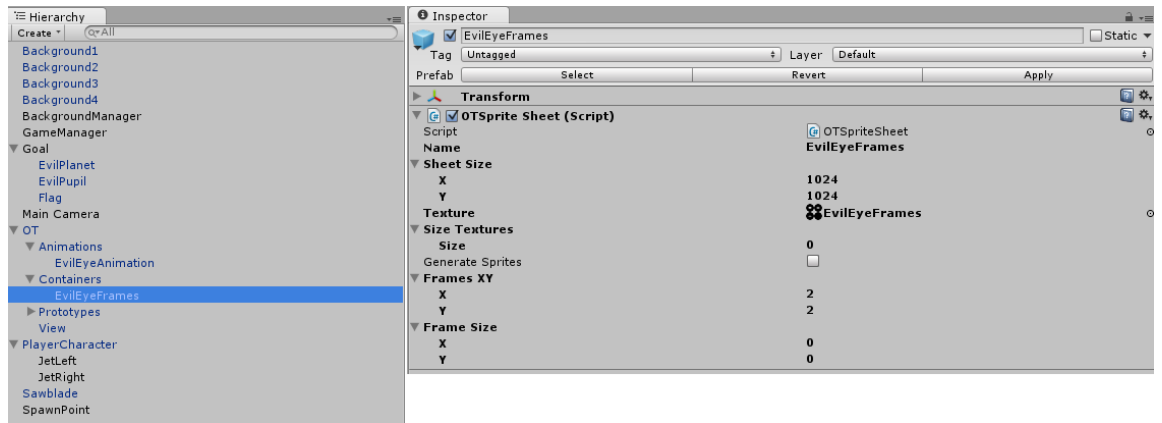 Hierarchy
Create
All
Background1
Background2
Background3
Background4
BackgroundManager
GameManager
Goal
EvilPlanet
EvilPupil
Flag
Main Camera
OT
Animations
EvilEyeAnimation
Containers
EvilEyeFrames
Prototypes
View
PlayerCharacter
JetLeft
JetRight
Sawblade
SpawnPoint
Inspector
EvilEyeFrames Static
Tag Untagged Layer Default
Prefab Select Revert Apply
Transform
OTSprite Sheet (Script)
Script OTSpriteSheet
Name EvilEyeFrames
Sheet Size
X 1024
Y 1024
Texture EvilEyeFrames
Size Textures
Size 0
Generate Sprites
Frames XY
X 2
Y 2
Frame Size
X 0
Y 0